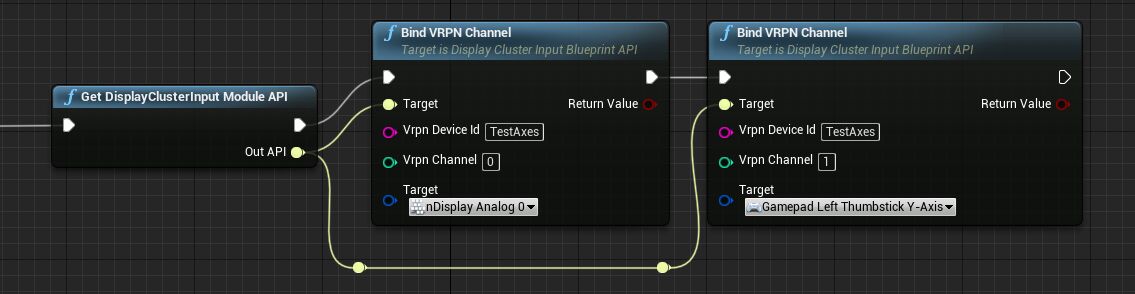 Get DisplayClusterInput Module API
Out API
Bind VRPN Channel
Target is Display Cluster Input Blueprint API
Target Return Value
Vrpn Device Id TestAxes
Vrpn Channel 0
Target
nDisplay Analog 0
Bind VRPN Channel
Target is Display Cluster Input Blueprint API
Target Return Value
Vrpn Device Id TestAxes
Vrpn Channel 1
Target
Gamepad Left Thumbstick Y-Axis